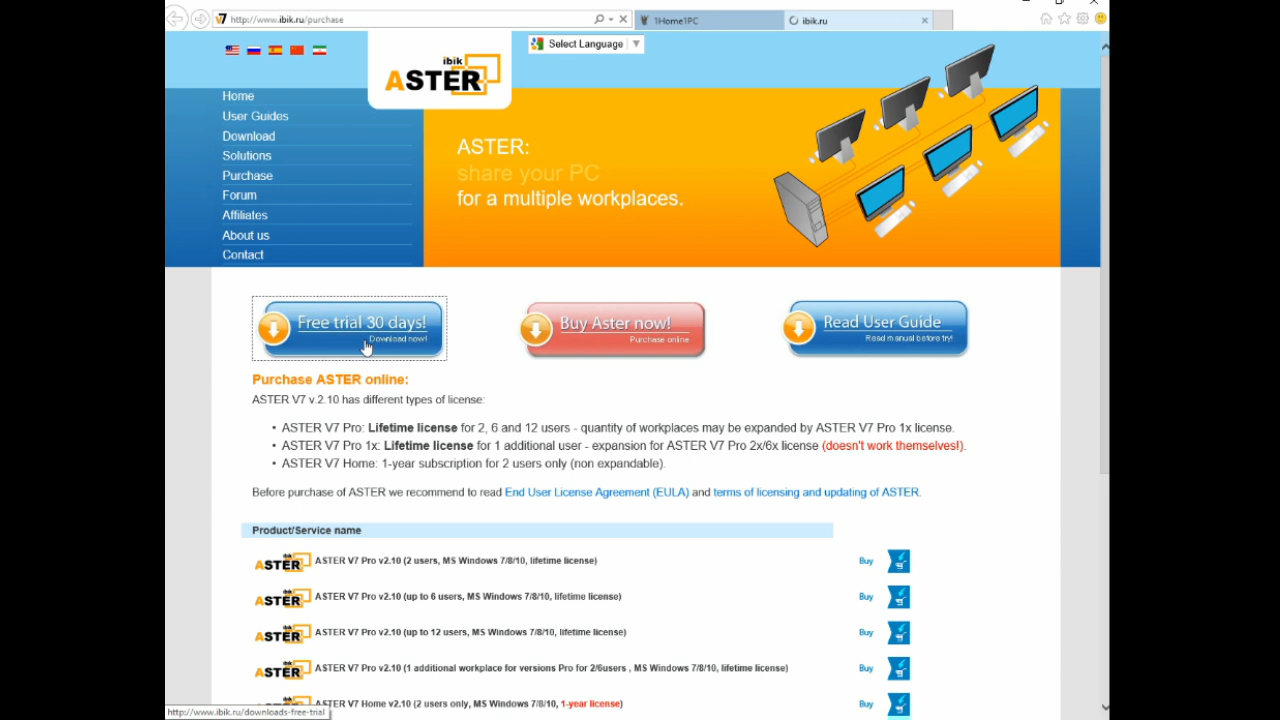 http://www.ibik.ru/purchase
1Home1PC
ibik.ru
Select Language
ibik
ASTER
Home
User Guides
Download
Solutions
Purchase
Forum
Affiliates
About us
Contact
ASTER:
share your PC
for a multiple workplaces.
Free trial 30 days!
Download now!
Buy Aster now!
Purchase online
Read User Guide
Read manual before try!
Purchase ASTER online:
ASTER V7 v.2.10 has different types of license:
• ASTER V7 Pro: Lifetime license for 2, 6 and 12 users - quantity of workplaces may be expanded by ASTER V7 Pro 1x license.
• ASTER V7 Pro 1x: Lifetime license for 1 additional user - expansion for ASTER V7 Pro 2x/6x license (doesn't work themselves!).
• ASTER V7 Home: 1-year subscription for 2 users only (non expandable).
Before purchase of ASTER we recommend to read End User License Agreement (EULA) and terms of licensing and updating of ASTER.
Product/Service name
ibik ASTER ASTER V7 Pro v2.10 (2 users, MS Windows 7/8/10, lifetime license) Buy
ibik ASTER ASTER V7 Pro v2.10 (up to 6 users, MS Windows 7/8/10, lifetime license) Buy
ibik ASTER ASTER V7 Pro v2.10 (up to 12 users, MS Windows 7/8/10, lifetime license) Buy
ibik ASTER ASTER V7 Pro v2.10 (1 additional workplace for versions Pro for 2/6users , MS Windows 7/8/10, lifetime license) Buy
ASTER V7 Home v2.10 (2 users only, MS Windows 7/8/10, 1-year license) Buy
http://www.ibik.ru/downloads-free-trial